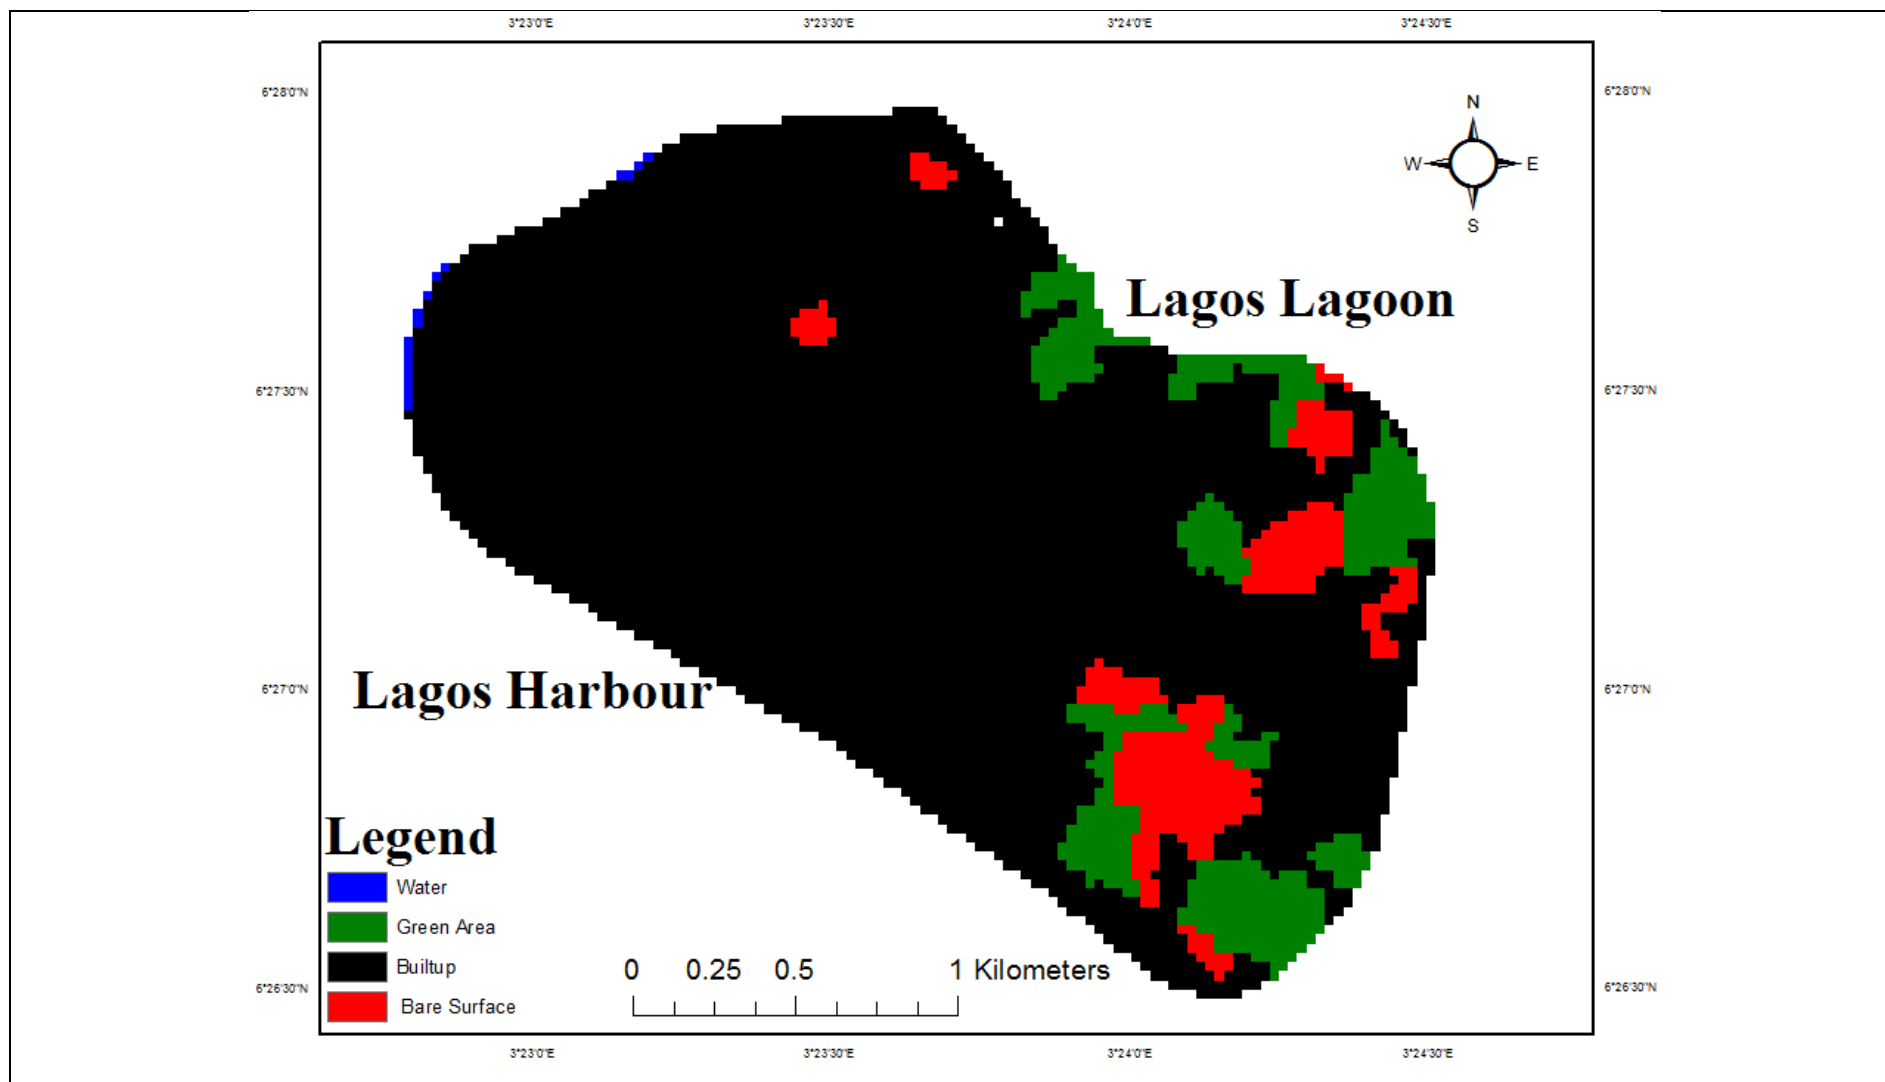 3°23'0"E 3°23'30"E 3°24'0"E 3°24'30"E
6°28'0"N 6°28'0"N
N
W E
S
Lagos Lagoon
6°27'30"N 6°27'30"N
6°27'0"N 6°27'0"N
Lagos Harbour
Legend
Water
Green Area
Builtup
Bare Surface
0 0.25 0.5 1 Kilometers
6°26'30"N 6°26'30"N
3°23'0"E 3°23'30"E 3°24'0"E 3°24'30"E